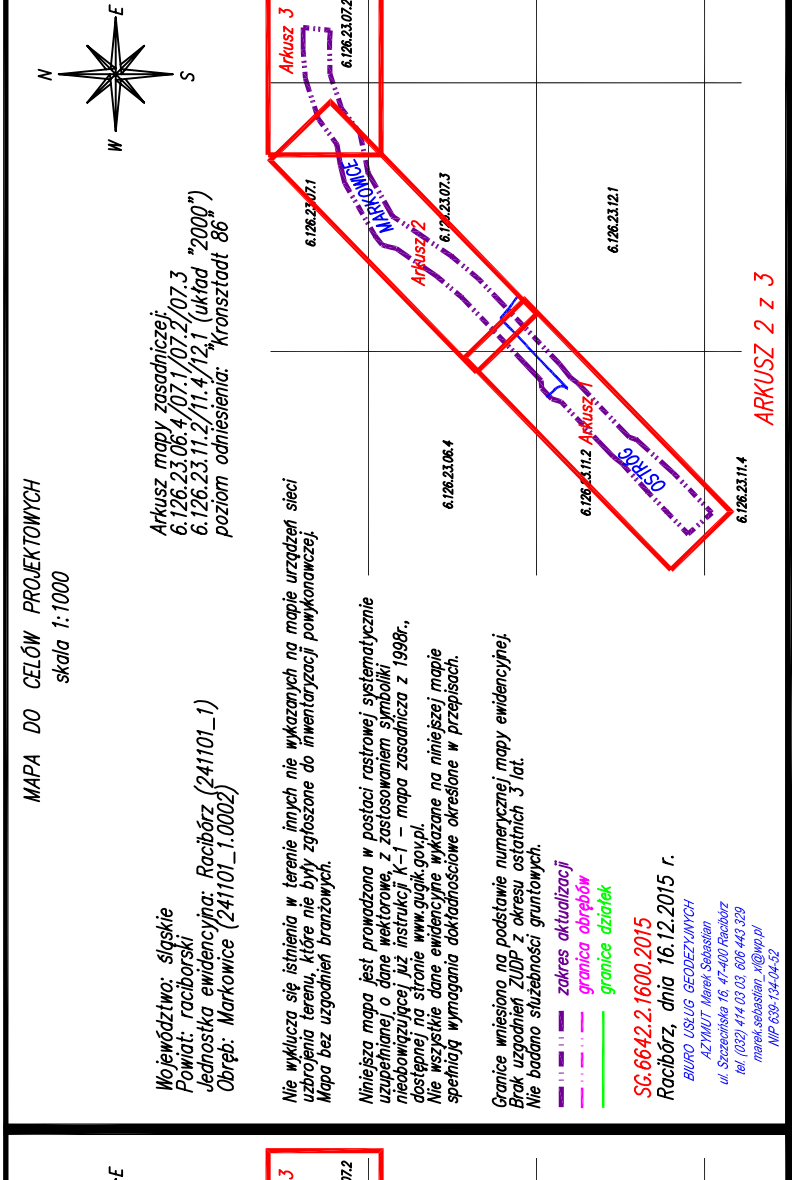 MAPA DO CELÓW PROJEKTOWYCH
skala 1:1000
Województwo: śląskie
Powiat: raciborski
Jednostka ewidencyjna: Racibórz (241101_1)
Obręb: Markowice (241101_1.0002)
Arkusz mapy zasadniczej:
6.126.23.06.4/07.1/07.2/07.3
6.126.23.11.2/11.4/12.1 (układ "2000")
poziom odniesienia: "Kronsztadt 86"
N
E
S
W
Nie wyklucza się istnienia w terenie innych nie wykazanych na mapie urządzeń sieci
uzbrojenia terenu, które nie były zgłoszone do inwentaryzacji powykonawczej.
Mapa bez uzgodnień branżowych.
Niniejsza mapa jest prowadzona w postaci rastrowej systematycznie
uzupełnianej o dane wektorowe, z zastosowaniem symboliki
nieobowiązującej już instrukcji K-1 - mapa zasadnicza z 1998r.,
dostępnej na stronie www.gugik.gov.pl.
Nie wszystkie dane ewidencyjne wykazane na niniejszej mapie
spełniają wymagania dokładnościowe określone w przepisach.
Granice wniesiono na podstawie numerycznej mapy ewidencyjnej.
Brak uzgodnień ZUDP z okresu ostatnich 3 lat.
Nie badano służebności gruntowych.
zakres aktualizacji
granica obrębów
granice działek
SG.6642.2.1600.2015
Racibórz, dnia 16.12.2015 r.
BIURO USŁUG GEODEZYJNYCH
AZYMUT Marek Sebastian
ul. Szczecińska 16, 47-400 Racibórz
tel. (032) 414 03 03, 606 443 329
marek.sebastian_xl@wp.pl
NIP 639-134-04-52
Arkusz 3
6.126.23.07.2
6.126.23.07.1
MARKOWICE
Arkusz 2
6.126.23.07.3
6.126.23.12.1
6.126.23.06.4
6.126.23.11.2
Arkusz 1
OSTRÓG
6.126.23.11.4
ARKUSZ 2 z 3
E
3
07.2